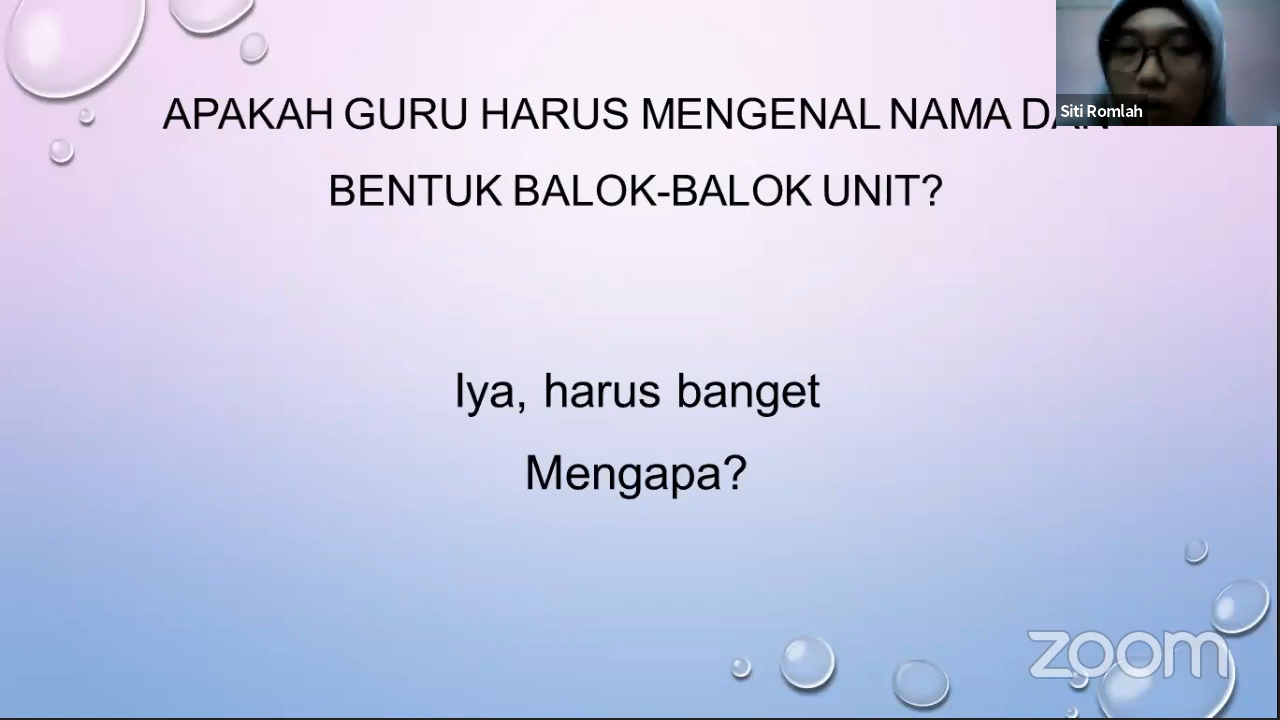 APAKAH GURU HARUS MENGENAL NAMA DAN
Siti Romlah
BENTUK BALOK-BALOK UNIT?
Iya, harus banget
Mengapa?
zoom